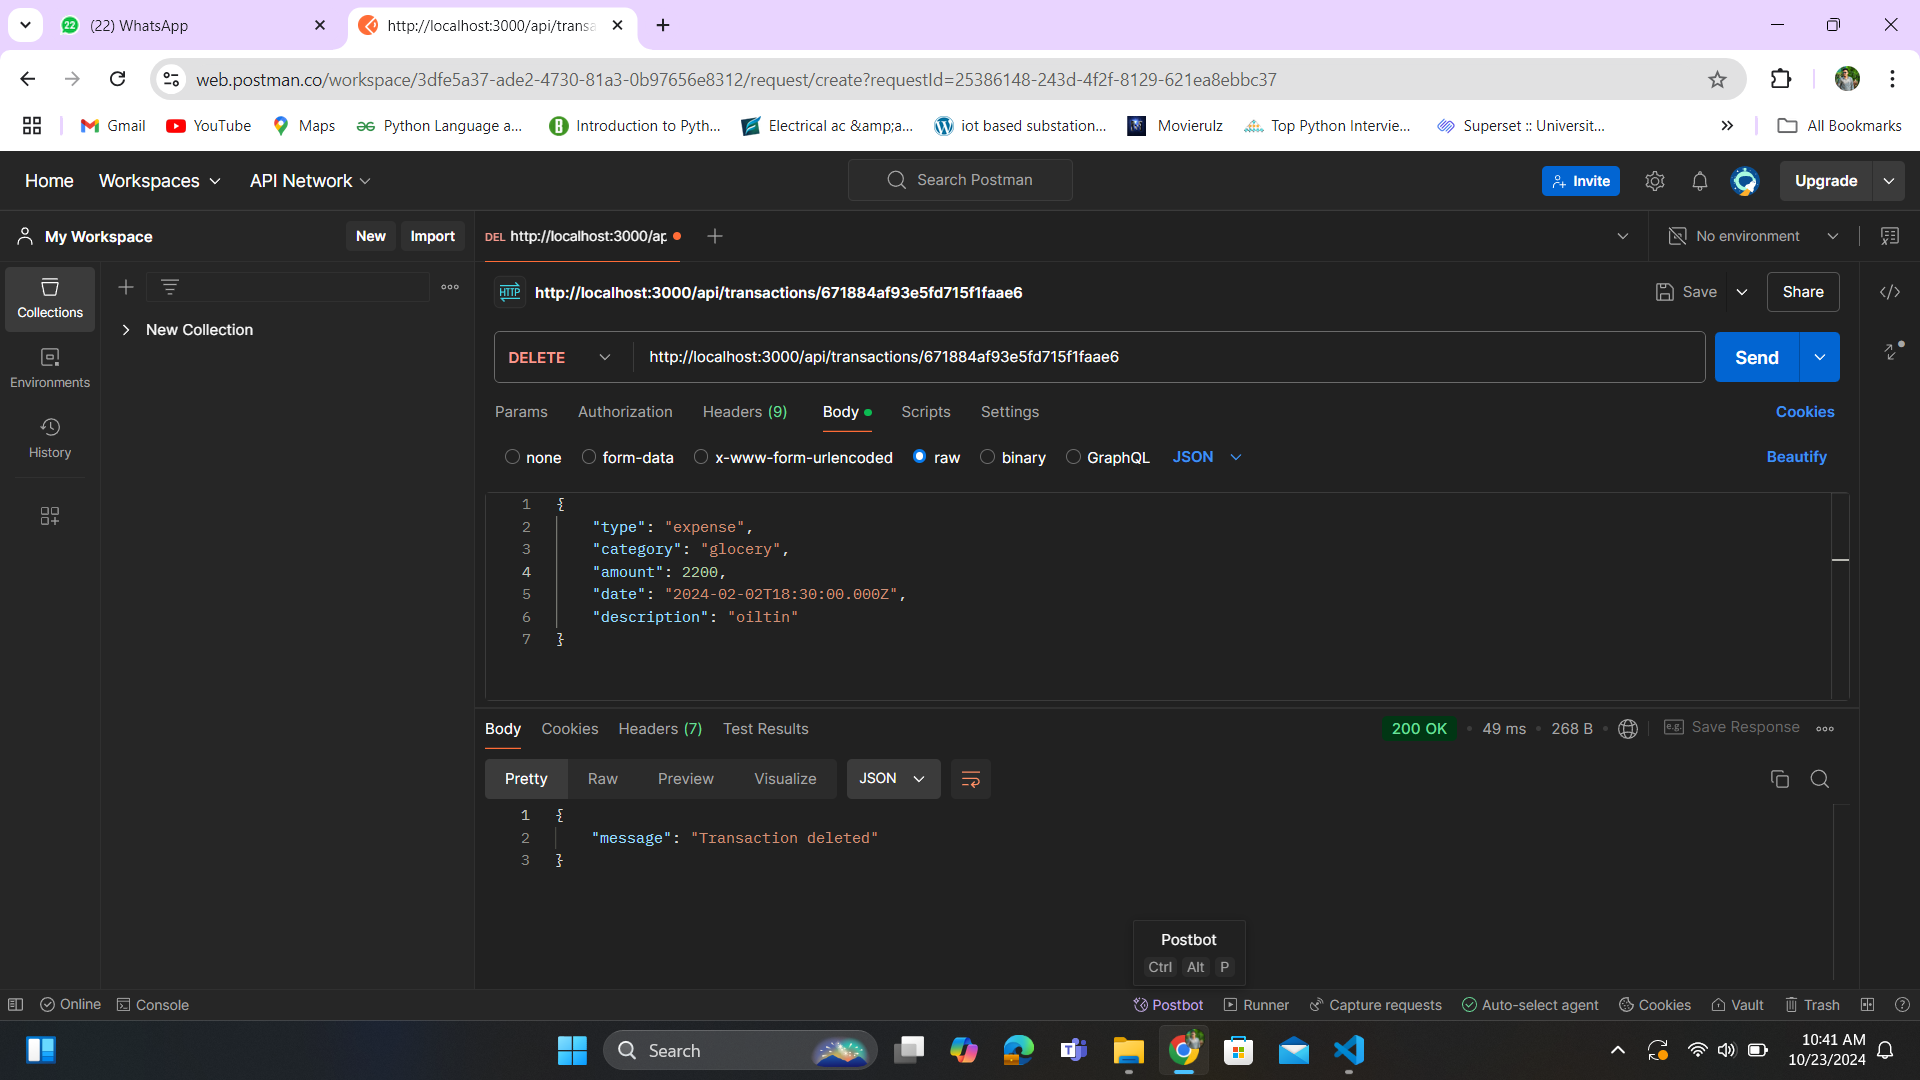 (22) WhatsApp
http://localhost:3000/api/transa
web.postman.co/workspace/3dfe5a37-ade2-4730-81a3-0b97656e8312/request/create?requestId=25386148-243d-4f2f-8129-621ea8ebbc37
Gmail YouTube Maps Python Language a... Introduction to Pyth... Electrical ac &amp;a... iot based substation... Movierulz Top Python Intervie... Superset :: Universit... All Bookmarks
Home Workspaces API Network Search Postman Invite Upgrade
My Workspace New Import DEL http://localhost:3000/ap No environment
Collections
New Collection
Environments
History
HTTP http://localhost:3000/api/transactions/671884af93e5fd715f1faae6 Save Share
DELETE http://localhost:3000/api/transactions/671884af93e5fd715f1faae6 Send
Params Authorization Headers (9) Body Scripts Settings Cookies
none form-data x-www-form-urlencoded raw binary GraphQL JSON Beautify
1 {
2 "type": "expense",
3 "category": "glocery",
4 "amount": 2200,
5 "date": "2024-02-02T18:30:00.000Z",
6 "description": "oiltin"
7 }
Body Cookies Headers (7) Test Results 200 OK 49 ms 268 B e.g. Save Response
Pretty Raw Preview Visualize JSON
1 {
2 "message": "Transaction deleted"
3 }
Postbot
Ctrl Alt P
Online Console Postbot Runner Capture requests Auto-select agent Cookies Vault Trash
Search
10:41 AM
10/23/2024